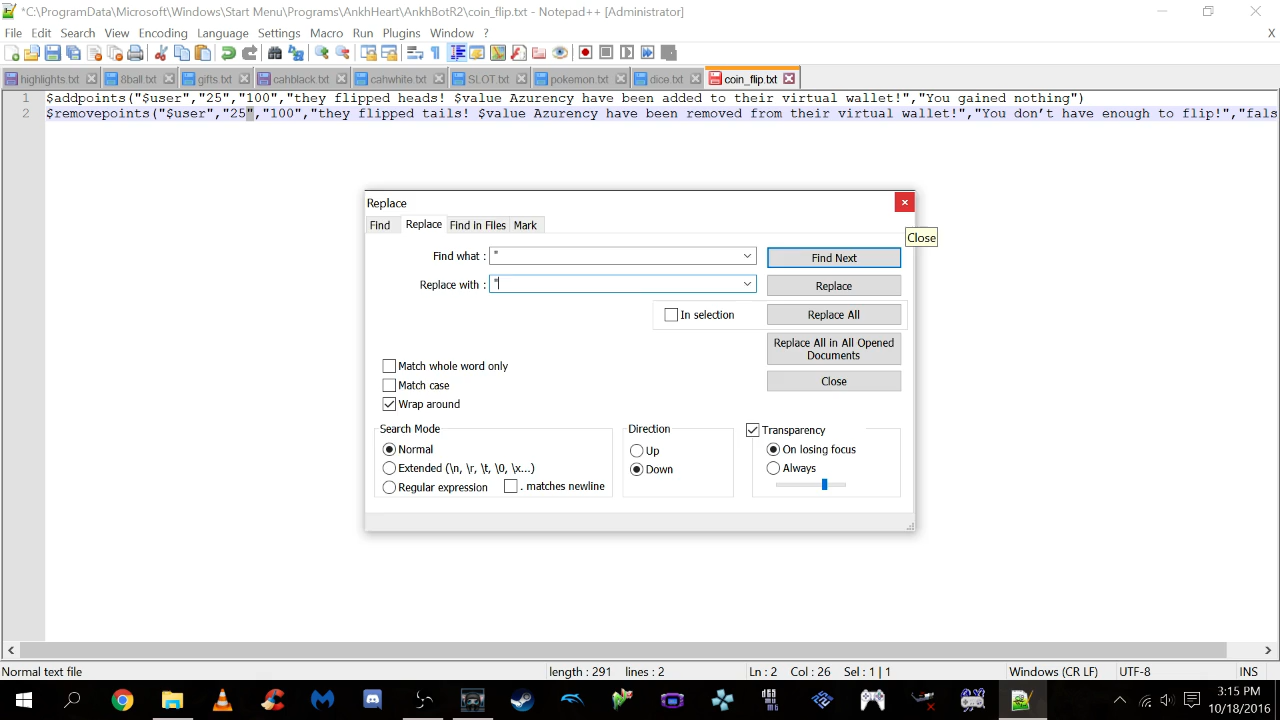 *C:\ProgramData\Microsoft\Windows\Start Menu\Programs\AnkhHeart\AnkhBotR2\coin_flip.txt - Notepad++ [Administrator]
File Edit Search View Encoding Language Settings Macro Run Plugins Window ? X
highlights.txt 8ball.txt gifts.txt cahblack.txt cahwhite.txt SLOT.txt pokemon.txt dice.txt coin_flip.txt
1 $addpoints("$user","25","100","they flipped heads! $value Azurency have been added to their virtual wallet!","You gained nothing")
2 $removepoints("$user","25","100","they flipped tails! $value Azurency have been removed from their virtual wallet!","You don't have enough to flip!","fals
Replace
Close
Find Replace Find in Files Mark
Find what : " Find Next
Replace with : " Replace
In selection Replace All
Replace All in All Opened
Documents
Close
Match whole word only
Match case
Wrap around
Search Mode Direction Transparency
Normal Up On losing focus
Extended (\n, \r, \t, \0, \x...) Down Always
Regular expression . matches newline
Normal text file length : 291 lines : 2 Ln : 2 Col : 26 Sel : 1 | 1 Windows (CR LF) UTF-8 INS
3:15 PM
10/18/2016